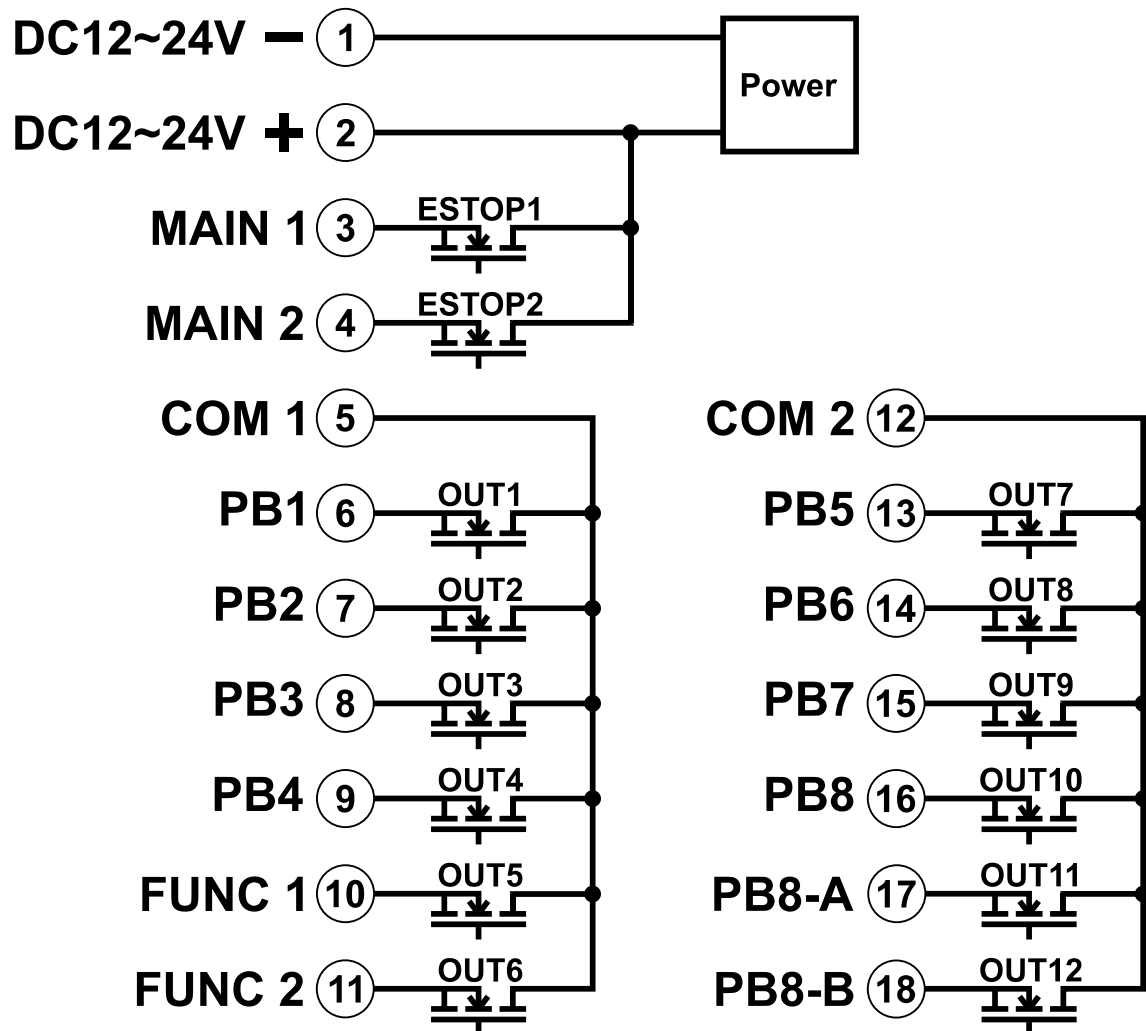 DC12~24V − 1
Power
DC12~24V + 2
ESTOP1
MAIN 1 3
ESTOP2
MAIN 2 4
COM 1 5
OUT1
PB1 6
OUT2
PB2 7
OUT3
PB3 8
OUT4
PB4 9
OUT5
FUNC 1 10
OUT6
FUNC 2 11
COM 2 12
OUT7
PB5 13
OUT8
PB6 14
OUT9
PB7 15
OUT10
PB8 16
OUT11
PB8-A 17
OUT12
PB8-B 18